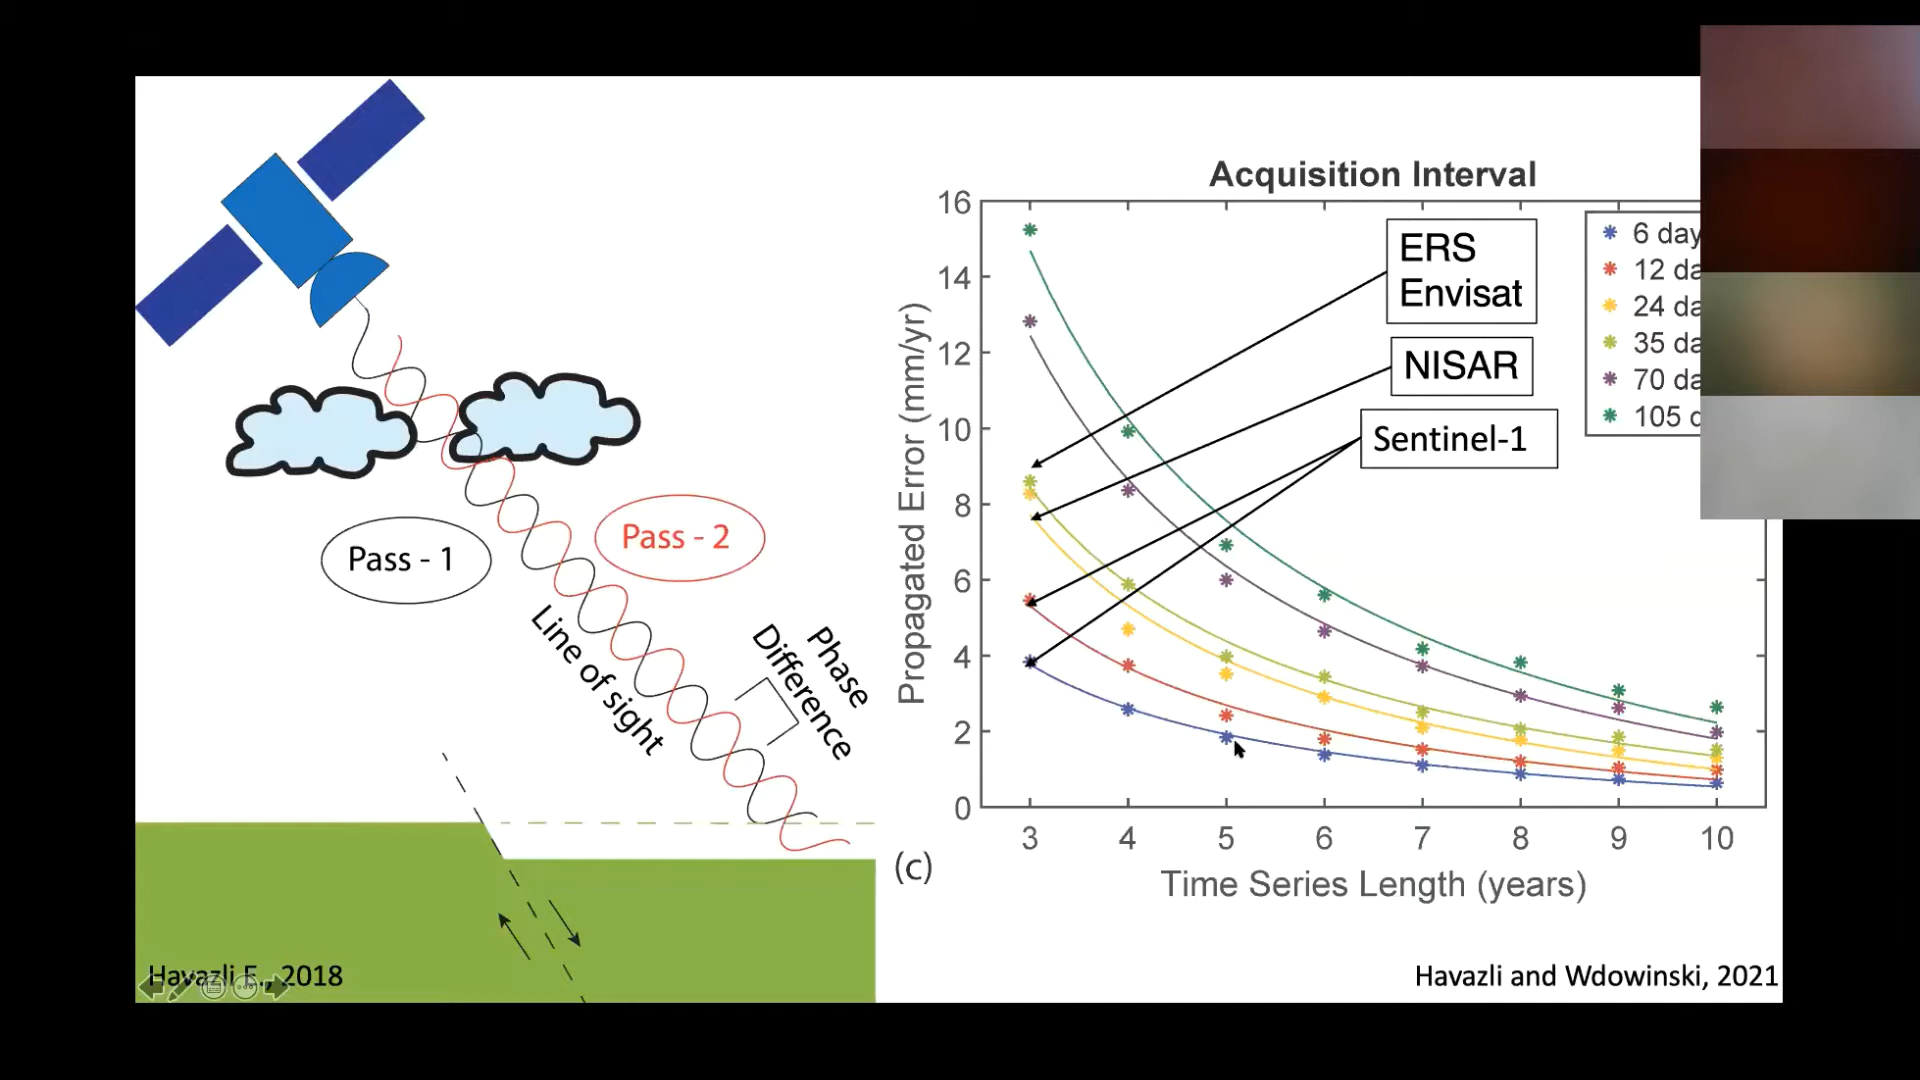 Pass - 1
Pass - 2
Line of sight
Phase
Difference
Havazli E., 2018
Acquisition Interval
Propagated Error (mm/yr)
16
14
12
10
8
6
4
2
0
3 4 5 6 7 8 9 10
Time Series Length (years)
(c)
ERS
Envisat
NISAR
Sentinel-1
6 day
12 da
24 da
35 da
70 da
105 d
Havazli and Wdowinski, 2021